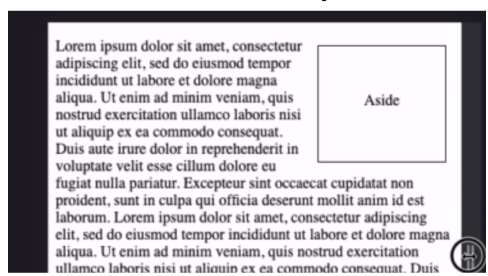 Lorem ipsum dolor sit amet, consectetur
adipiscing elit, sed do eiusmod tempor
incididunt ut labore et dolore magna
aliqua. Ut enim ad minim veniam, quis
nostrud exercitation ullamco laboris nisi
ut aliquip ex ea commodo consequat.
Duis aute irure dolor in reprehenderit in
voluptate velit esse cillum dolore eu
fugiat nulla pariatur. Excepteur sint occaecat cupidatat non
proident, sunt in culpa qui officia deserunt mollit anim id est
laborum. Lorem ipsum dolor sit amet, consectetur adipiscing
elit, sed do eiusmod tempor incididunt ut labore et dolore magna
aliqua. Ut enim ad minim veniam, quis nostrud exercitation
ullamco laboris nisi ut aliquip ex ea commodo consequat. Duis
Aside